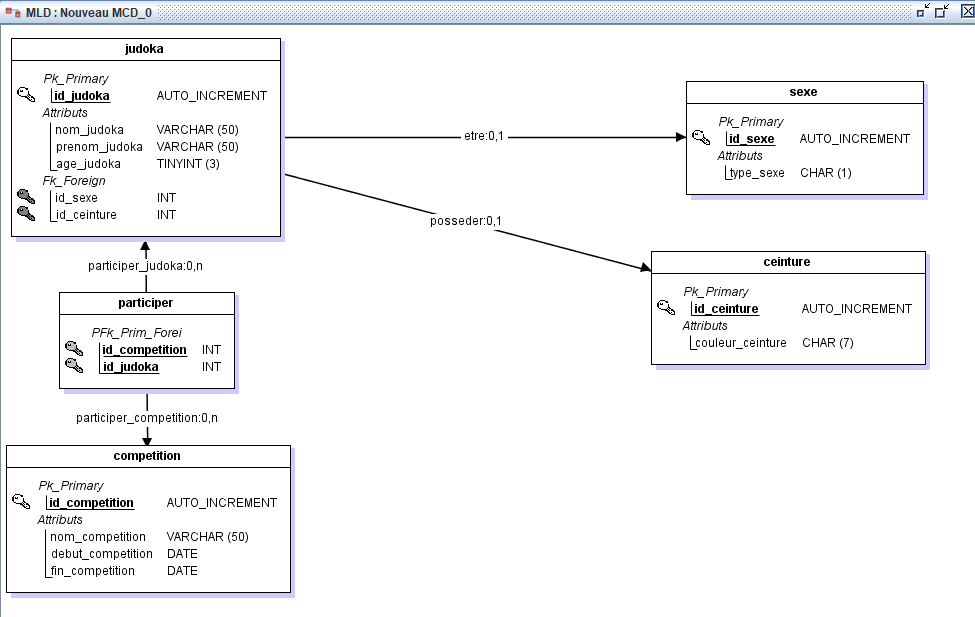 MLD : Nouveau MCD_0
judoka
Pk_Primary
id_judoka AUTO_INCREMENT
Attributs
nom_judoka VARCHAR (50)
prenom_judoka VARCHAR (50)
age_judoka TINYINT (3)
Fk_Foreign
id_sexe INT
id_ceinture INT
etre:0,1
sexe
Pk_Primary
id_sexe AUTO_INCREMENT
Attributs
type_sexe CHAR (1)
posseder:0,1
ceinture
Pk_Primary
id_ceinture AUTO_INCREMENT
Attributs
couleur_ceinture CHAR (7)
participer_judoka:0,n
participer
PFk_Prim_Forei
id_competition INT
id_judoka INT
participer_competition:0,n
competition
Pk_Primary
id_competition AUTO_INCREMENT
Attributs
nom_competition VARCHAR (50)
debut_competition DATE
fin_competition DATE